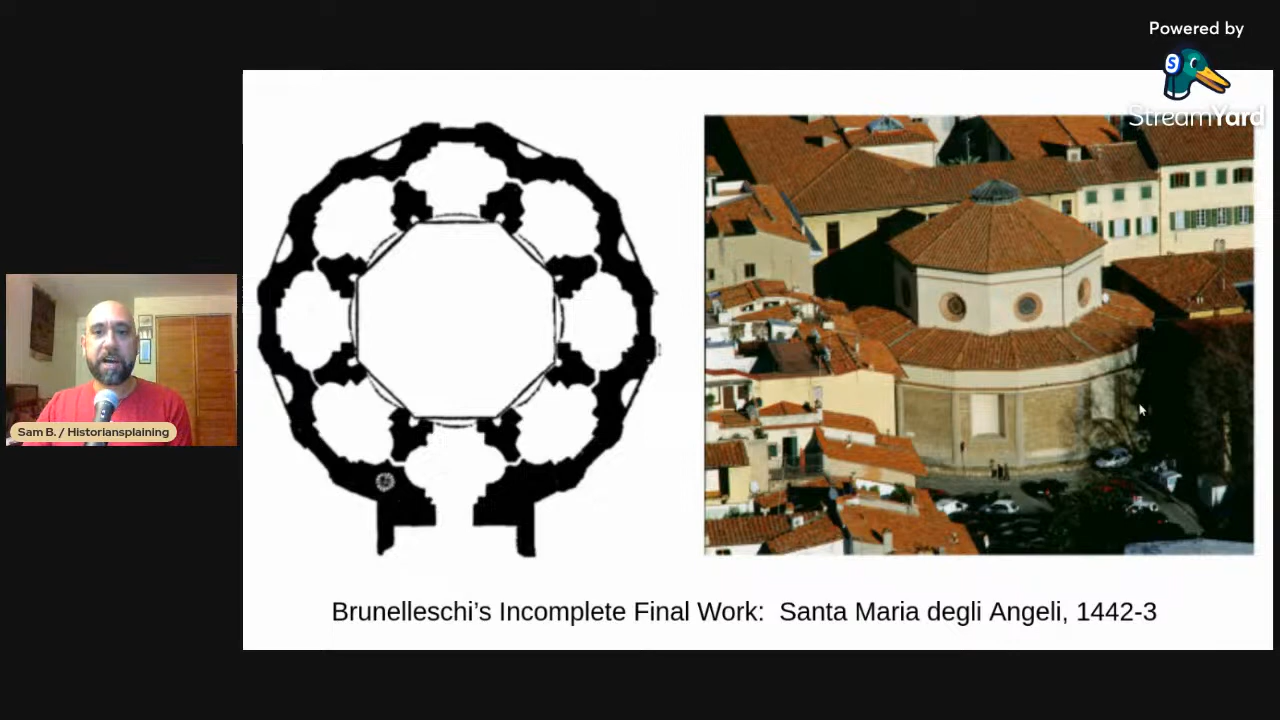 Powered by
S
StreamYard
Sam B. / Historiansplaining
Brunelleschi’s Incomplete Final Work:  Santa Maria degli Angeli, 1442-3